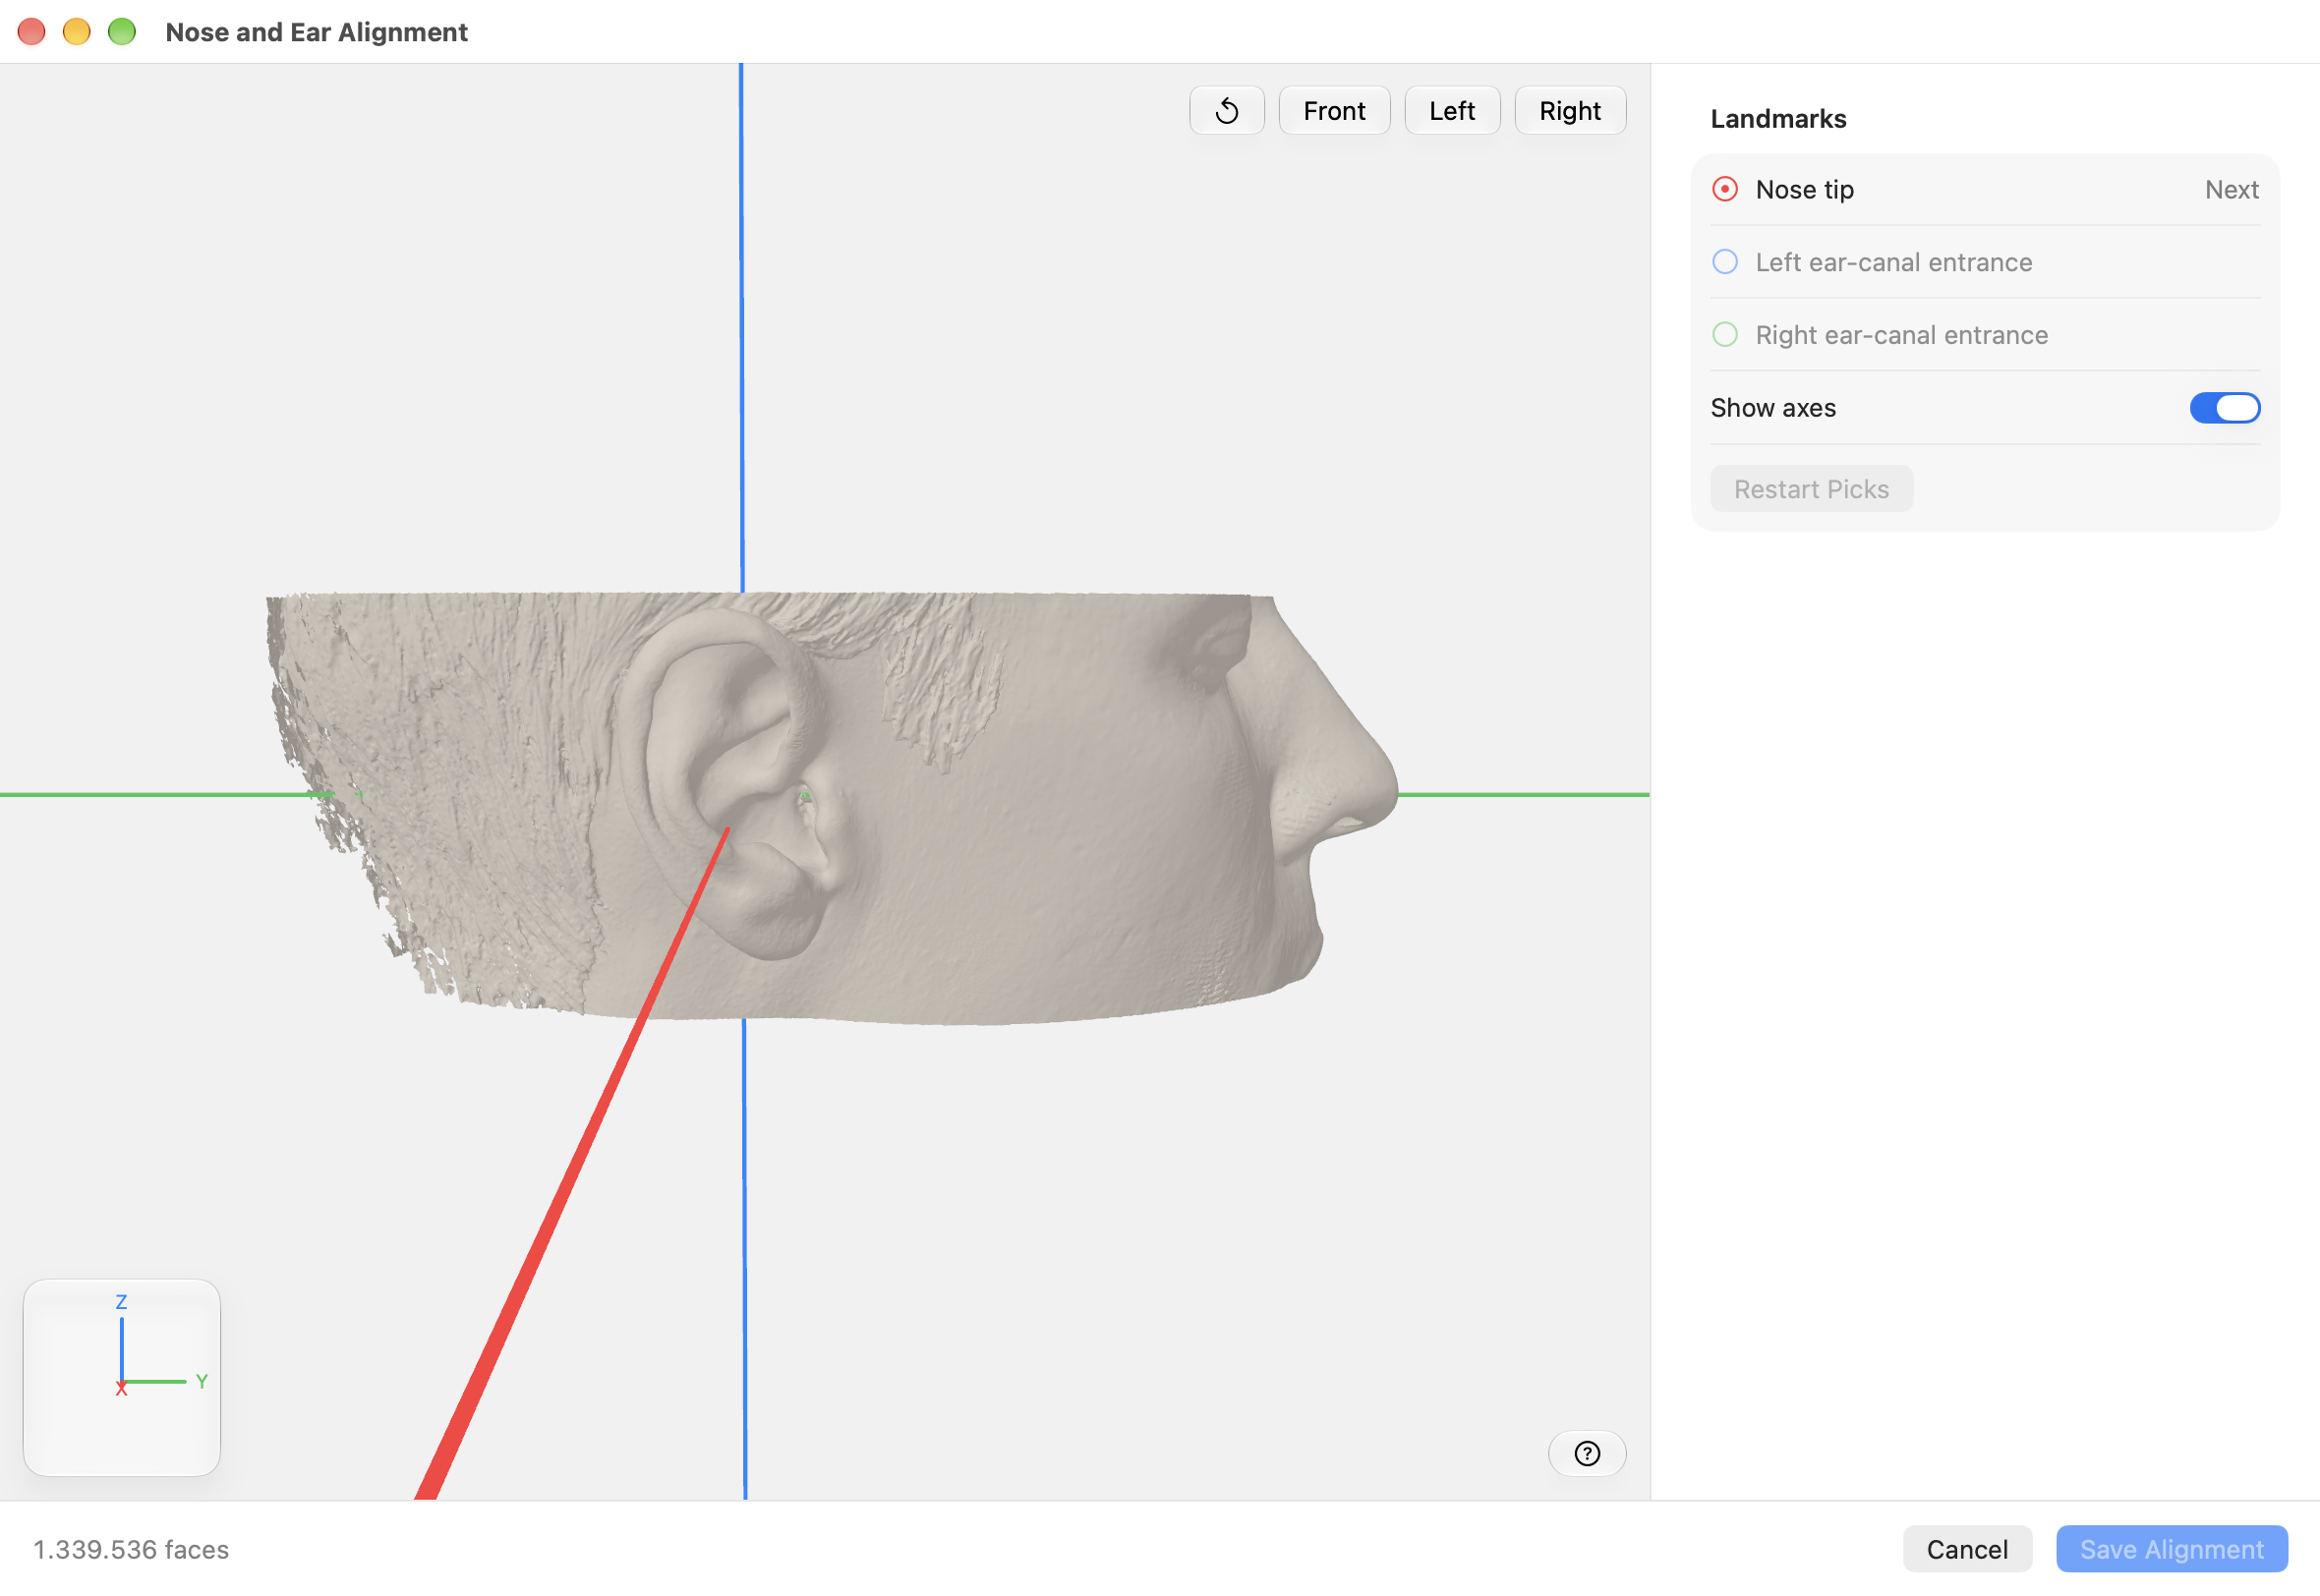 Nose and Ear Alignment
Front
Left
Right
Landmarks
Nose tip
Next
Left ear-canal entrance
Right ear-canal entrance
Show axes
Restart Picks
Z
X
Y
?
1.339.536 faces
Cancel
Save Alignment